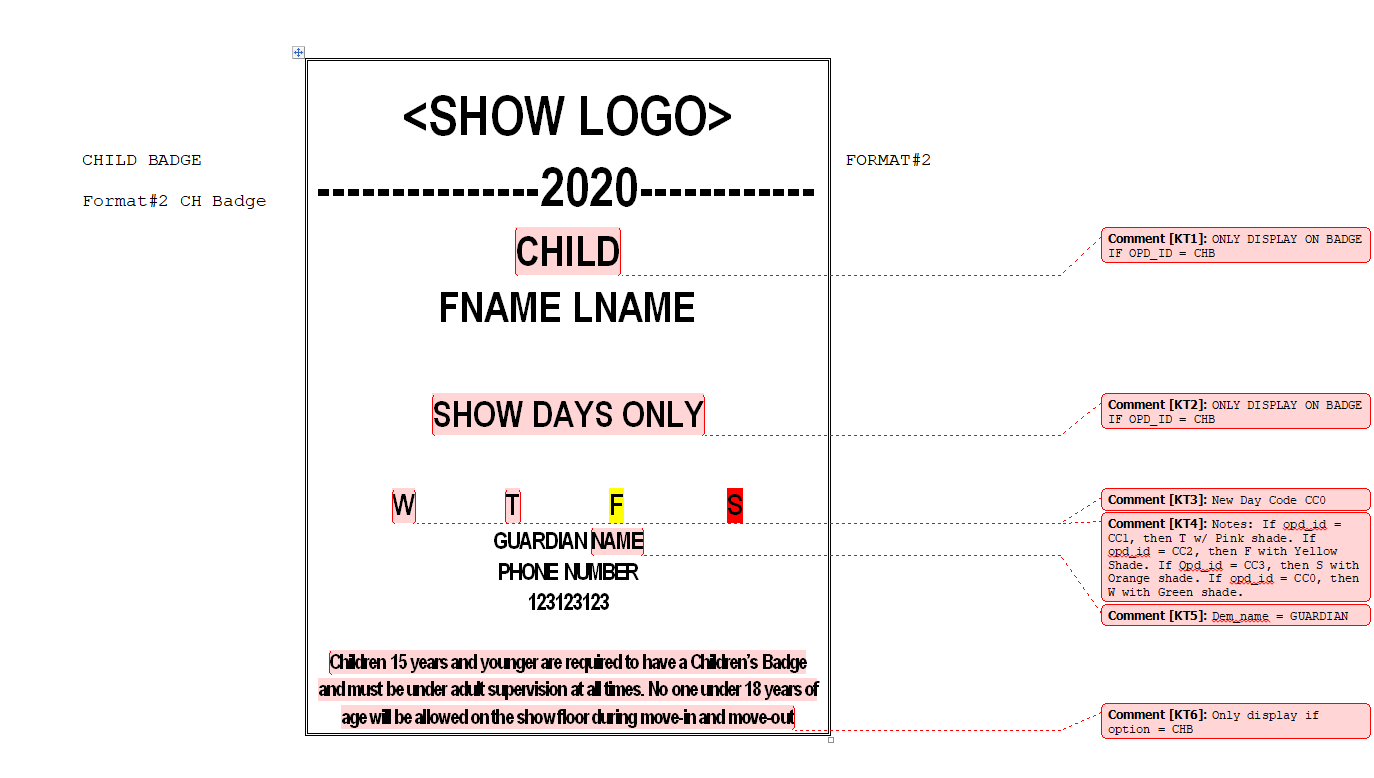 <SHOW LOGO>
CHILD BADGE
FORMAT#2
---------------2020------------
Format#2 CH Badge
CHILD
Comment [KT1]: ONLY DISPLAY ON BADGE
IF OPD_ID = CHB
FNAME LNAME
SHOW DAYS ONLY
Comment [KT2]: ONLY DISPLAY ON BADGE
IF OPD_ID = CHB
W T F S
Comment [KT3]: New Day Code CC0
Comment [KT4]: Notes: If opd_id =
CC1, then T w/ Pink shade. If
opd_id = CC2, then F with Yellow
Shade. If Opd_id = CC3, then S with
Orange shade. If opd_id = CC0, then
W with Green shade.
GUARDIAN NAME
Comment [KT5]: Dem_name = GUARDIAN
PHONE NUMBER
123123123
Children 15 years and younger are required to have a Children’s Badge
and must be under adult supervision at all times. No one under 18 years of
age will be allowed on the show floor during move-in and move-out
Comment [KT6]: Only display if
option = CHB